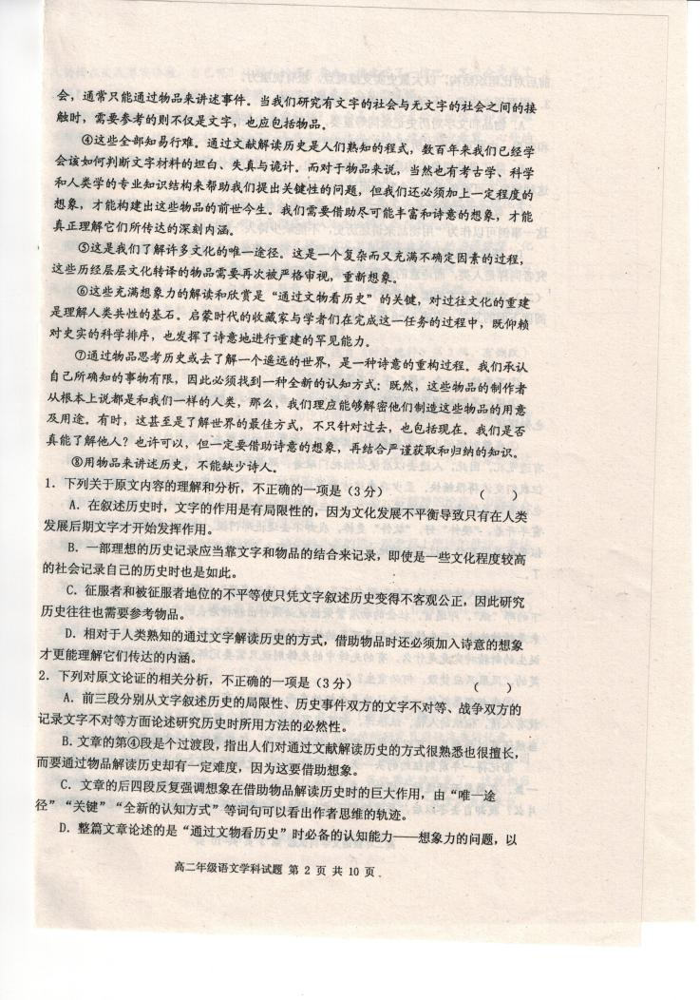 会，通常只能通过物品来讲述事件。当我们研究有文字的社会与无文字的社会之间的接
触时，需要参考的则不仅是文字，也应包括物品。
④这些全部知易行难。通过文献解读历史是人们熟知的程式，数百年来我们已经学
会该如何判断文字材料的坦白、失真与诡计。而对于物品来说，当然也有考古学、科学
和人类学的专业知识结构来帮助我们提出关键性的问题，但我们还必须加上一定程度的
想象，才能构建出这些物品的前世今生。我们需要借助尽可能丰富和诗意的想象，才能
真正理解它们所传达的深刻内涵。
⑤这是我们了解许多文化的唯一途径。这是一个复杂而又充满不确定因素的过程，
这些历经层层文化转译的物品需要再次被严格审视，重新想象。
⑥这些充满想象力的解读和欣赏是“通过文物看历史”的关键，对过往文化的重建
是理解人类共性的基石。启蒙时代的收藏家与学者们在完成这一任务的过程中，既仰赖
对史实的科学排序，也发挥了诗意地进行重建的罕见能力。
⑦通过物品思考历史或去了解一个遥远的世界，是一种诗意的重构过程。我们承认
自己所确知的事物有限，因此必须找到一种全新的认知方式：既然，这些物品的制作者
从根本上说都是和我们一样的人类，那么，我们理应能够解密他们制造这些物品的用意
及用途。有时，这甚至是了解世界的最佳方式，不只针对过去，也包括现在。我们是否
真能了解他人？也许可以，但一定要借助诗意的想象，再结合严谨获取和归纳的知识。
⑧用物品来讲述历史，不能缺少诗人。
1．下列关于原文内容的理解和分析，不正确的一项是（3 分） （ ）
A．在叙述历史时，文字的作用是有局限性的，因为文化发展不平衡导致只有在人类
发展后期文字才开始发挥作用。
B．一部理想的历史记录应当靠文字和物品的结合来记录，即使是一些文化程度较高
的社会记录自己的历史时也是如此。
C．征服者和被征服者地位的不平等使只凭文字叙述历史变得不客观公正，因此研究
历史往往也需要参考物品。
D．相对于人类熟知的通过文字解读历史的方式，借助物品时还必须加入诗意的想象
才更能理解它们传达的内涵。
2．下列对原文论证的相关分析，不正确的一项是（3 分） （ ）
A．前三段分别从文字叙述历史的局限性、历史事件双方的文字不对等、战争双方的
记录文字不对等方面论述研究历史时所用方法的必然性。
B．文章的第④段是个过渡段，指出人们对通过文献解读历史的方式很熟悉也很擅长，
而要通过物品解读历史却有一定难度，因为这要借助想象。
C．文章的后四段反复强调想象在借助物品解读历史时的巨大作用，由“唯一途
径”“关键”“全新的认知方式”等词句可以看出作者思维的轨迹。
D．整篇文章论述的是“通过文物看历史”时必备的认知能力——想象力的问题，以
高二年级语文学科试题 第 2 页 共 10 页